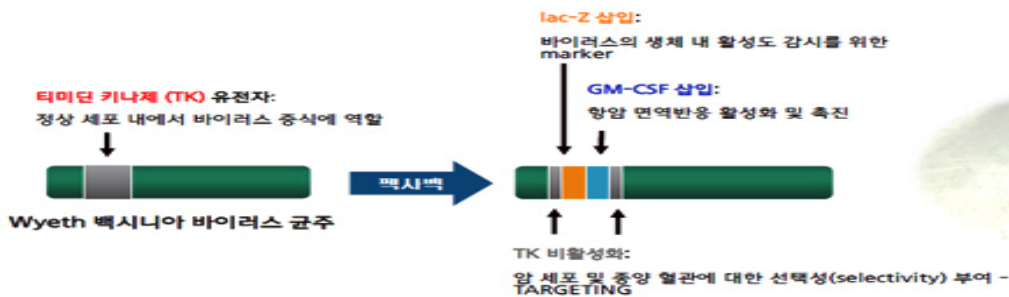 lac-Z 삽입:
바이러스의 생체 내 활성도 감시를 위한
marker
GM-CSF 삽입:
항암 면역반응 활성화 및 촉진
티미딘 키나제 (TK) 유전자:
정상 세포 내에서 바이러스 증식에 역할
펙사벡
Wyeth 백시니아 바이러스 균주
TK 비활성화:
암 세포 및 종양 혈관에 대한 선택성(selectivity) 부여 -
TARGETING